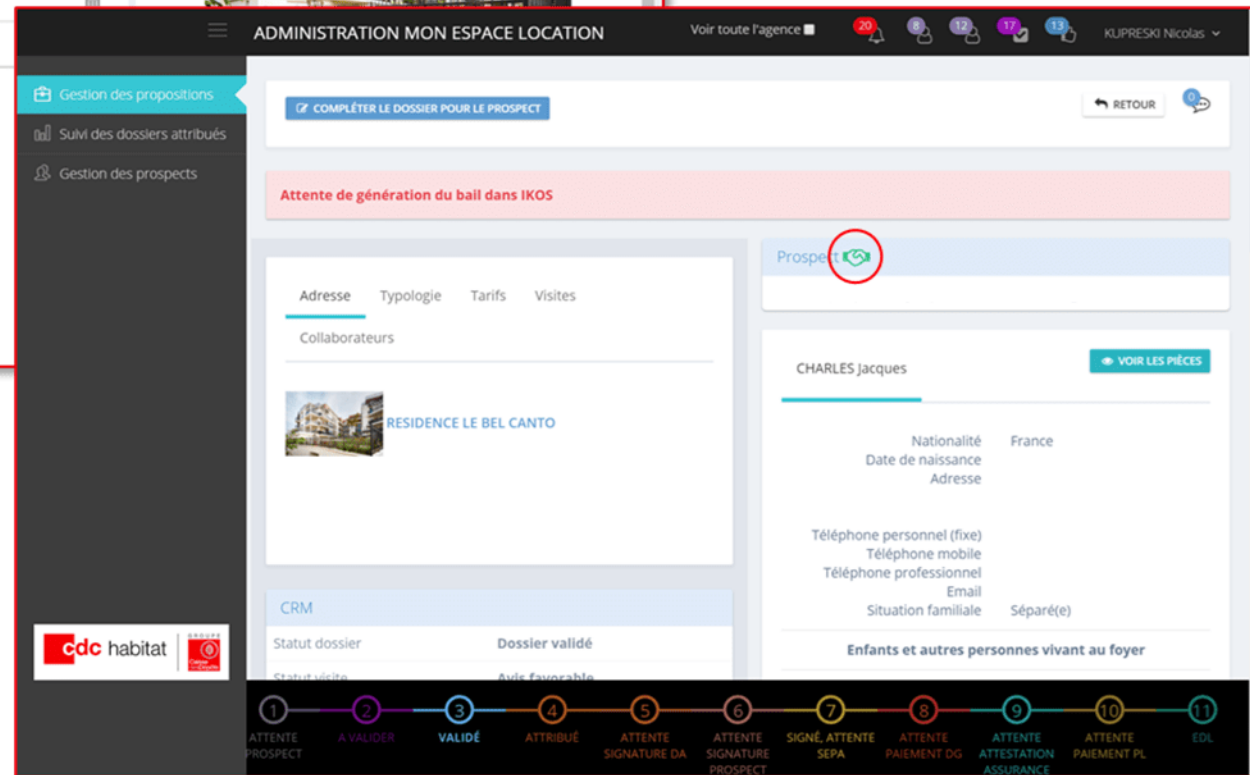 ADMINISTRATION MON ESPACE LOCATION
Voir toute l'agence
20
8
12
17
13
KUPRESKI Nicolas
Gestion des propositions
Suivi des dossiers attribués
Gestion des prospects
COMPLÉTER LE DOSSIER POUR LE PROSPECT
RETOUR
0
Attente de génération du bail dans IKOS
Adresse Typologie Tarifs Visites
Collaborateurs
RESIDENCE LE BEL CANTO
CRM
Statut dossier Dossier validé
Statut visite Avis favorable
Prospect
CHARLES Jacques
VOIR LES PIÈCES
Nationalité France
Date de naissance
Adresse
Téléphone personnel (fixe)
Téléphone mobile
Téléphone professionnel
Email
Situation familiale Séparé(e)
Enfants et autres personnes vivant au foyer
cdc habitat
GROUPE
1 ATTENTE PROSPECT
2 A VALIDER
3 VALIDÉ
4 ATTRIBUÉ
5 ATTENTE SIGNATURE DA
6 ATTENTE SIGNATURE PROSPECT
7 SIGNÉ, ATTENTE SEPA
8 ATTENTE PAIEMENT DG
9 ATTENTE ATTESTATION ASSURANCE
10 ATTENTE PAIEMENT PL
11 EDL